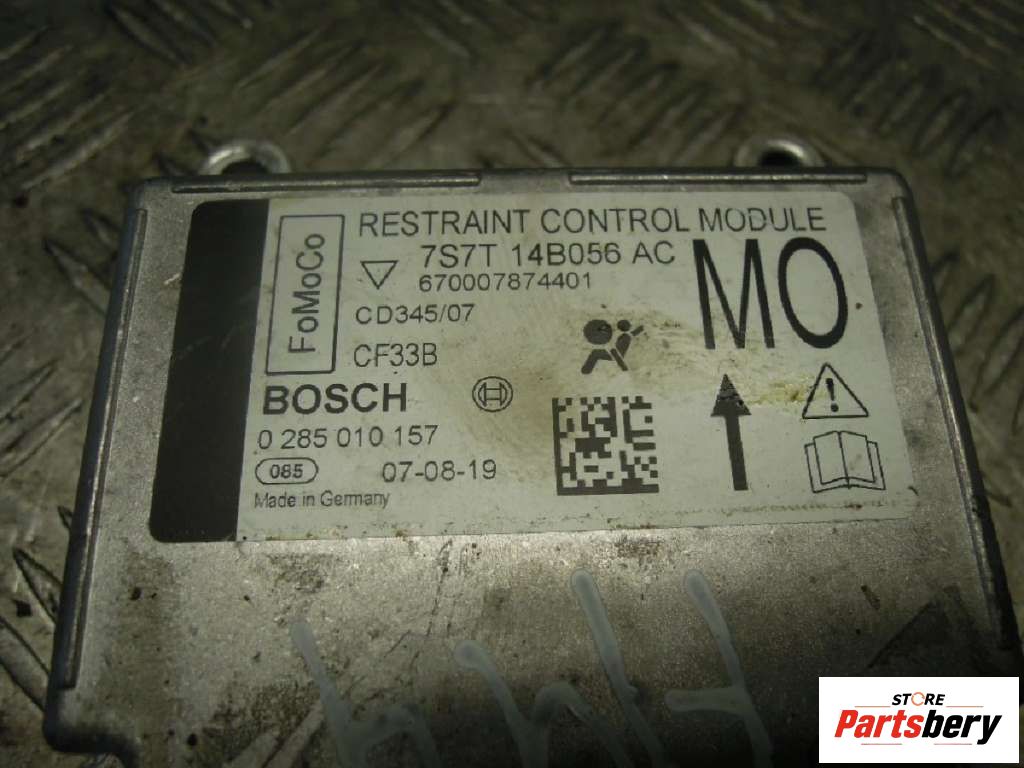 FoMoCo
RESTRAINT CONTROL MODULE
7S7T 14B056 AC
670007874401
CD345/07
CF33B
MO
BOSCH
0 285 010 157
085
07-08-19
Made in Germany
STORE
Partsbery